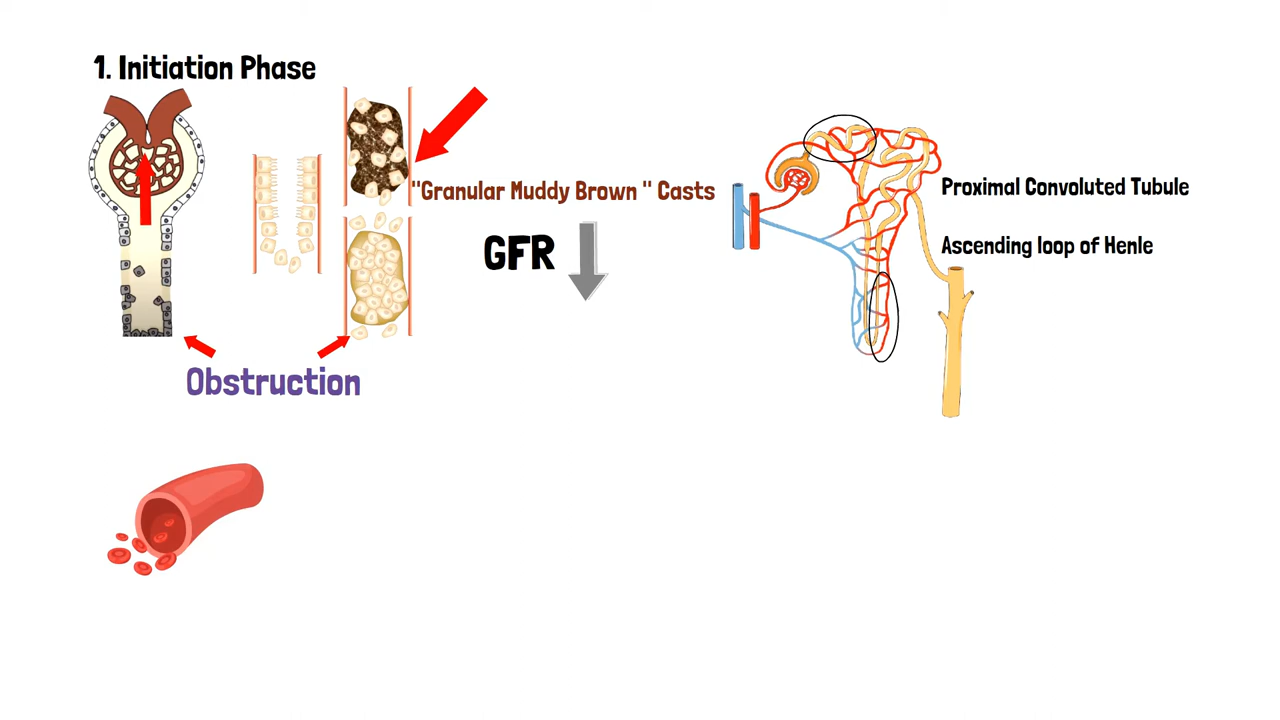 1. Initiation Phase
"Granular Muddy Brown " Casts
GFR
Obstruction
Proximal Convoluted Tubule
Ascending loop of Henle